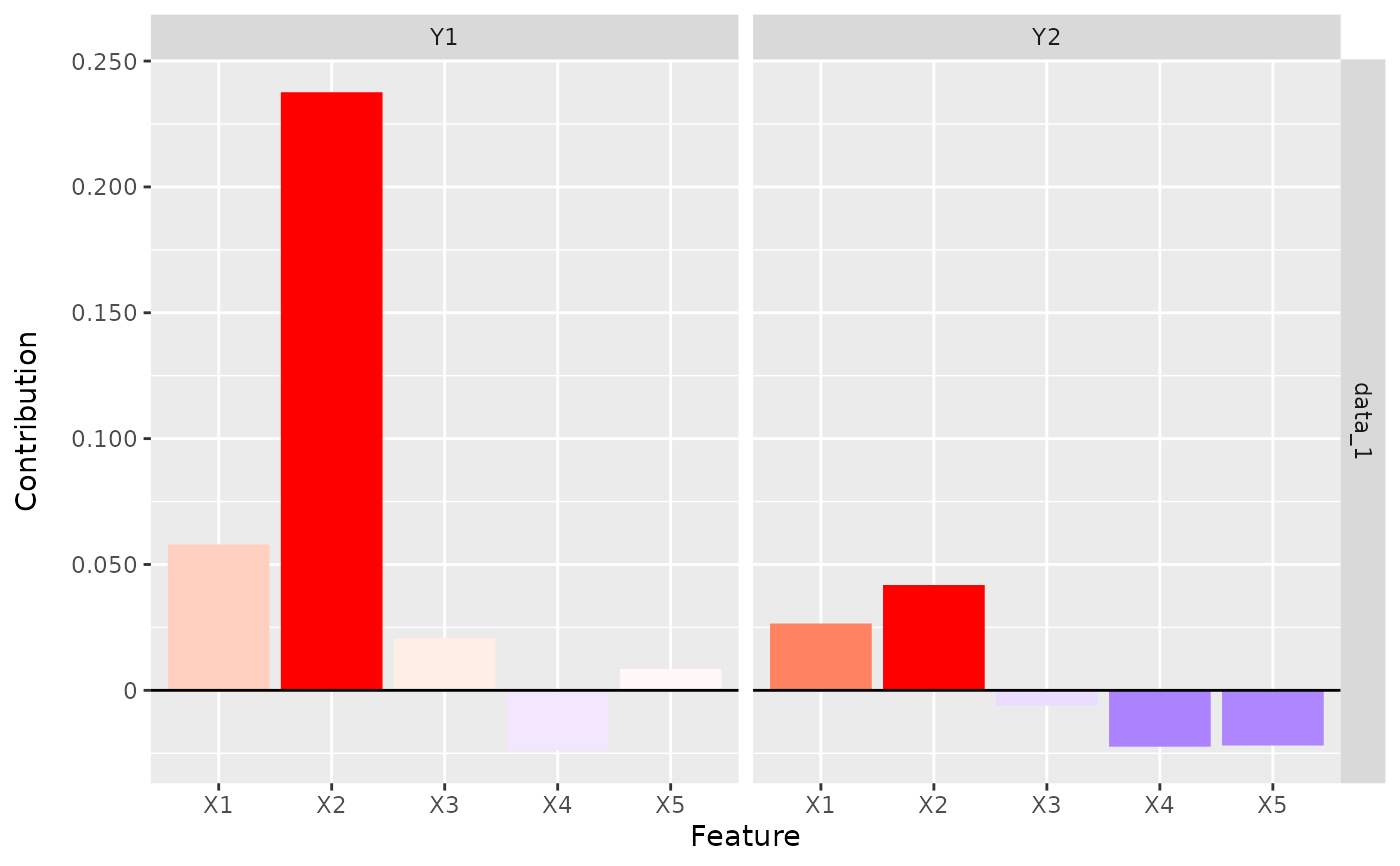 Y1
Y2
0.250
0.200
0.150
0.100
0.050
0
Contribution
data_1
X1 X2 X3 X4 X5
X1 X2 X3 X4 X5
Feature